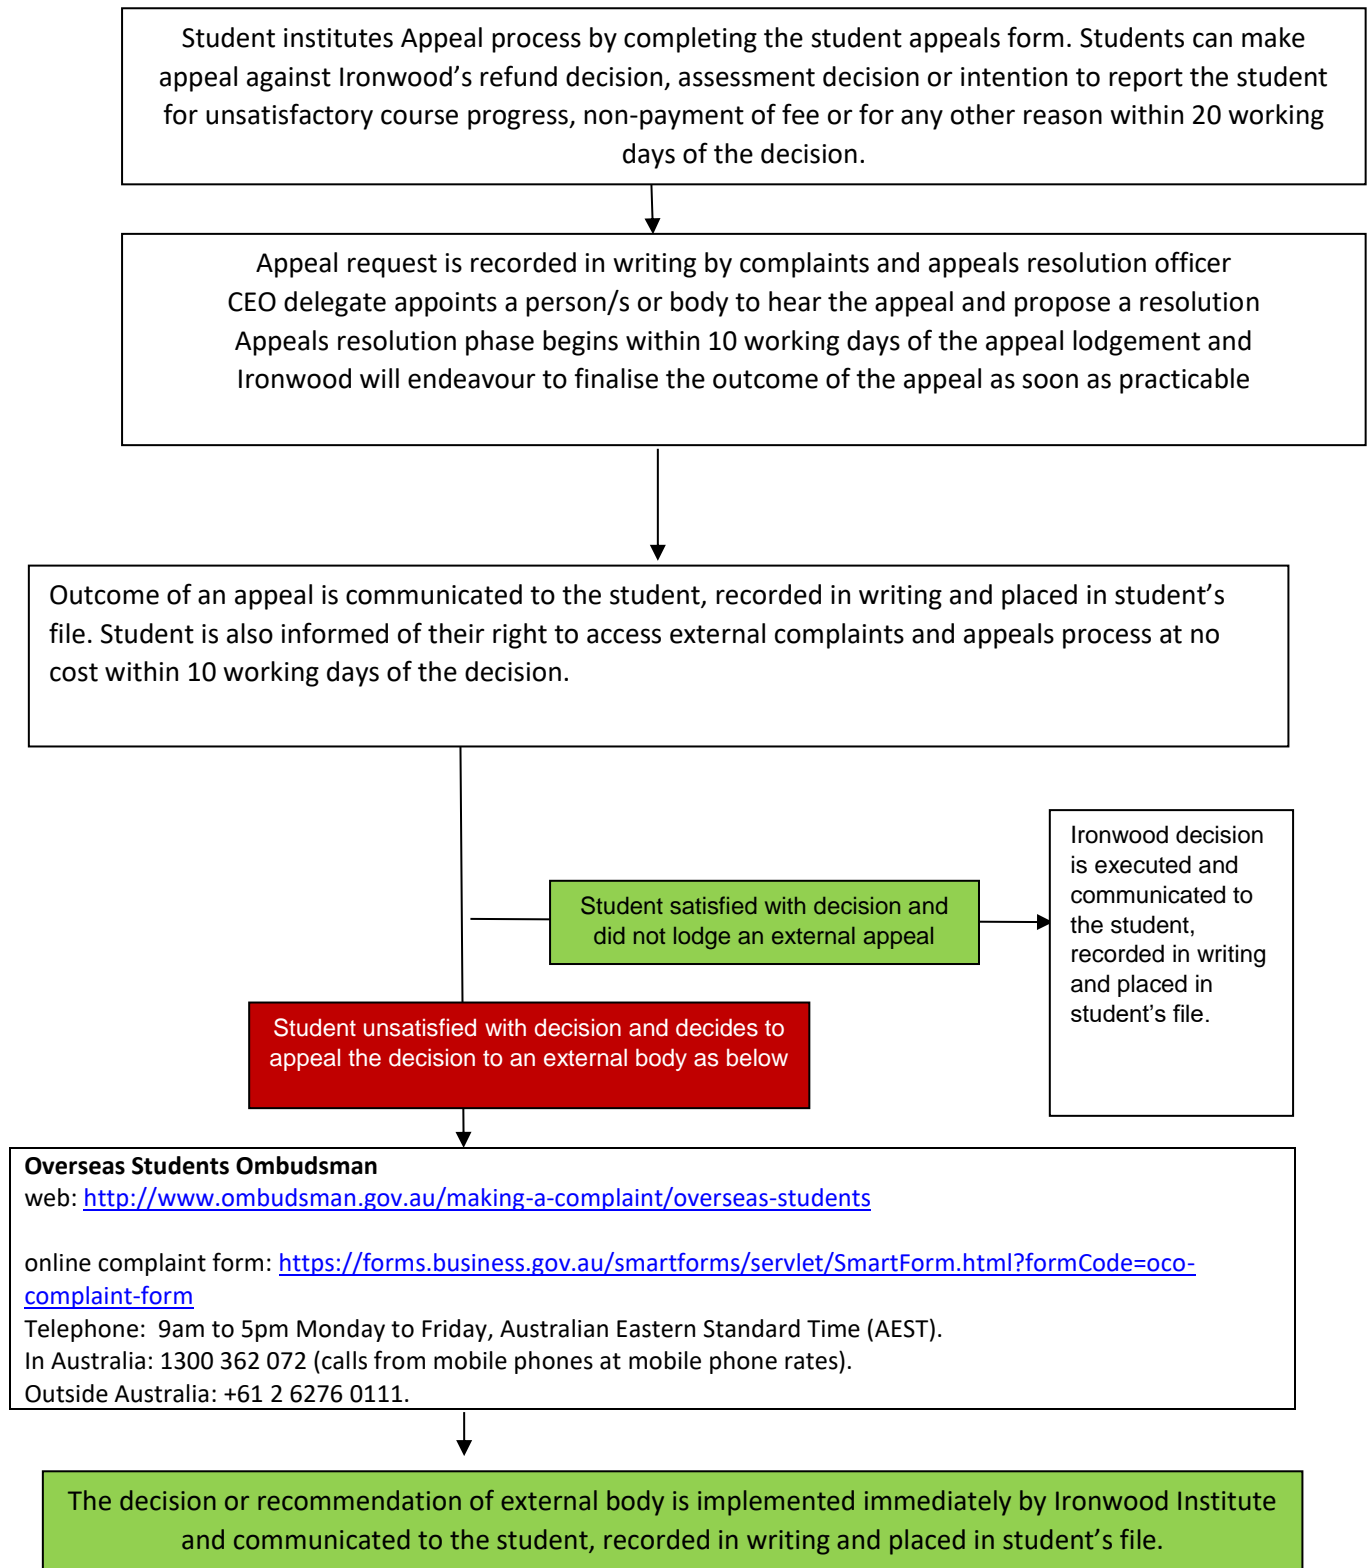 Student institutes Appeal process by completing the student appeals form. Students can make
appeal against Ironwood's refund decision, assessment decision or intention to report the student
for unsatisfactory course progress, non-payment of fee or for any other reason within 20 working
days of the decision.
Appeal request is recorded in writing by complaints and appeals resolution officer
CEO delegate appoints a person/s or body to hear the appeal and propose a resolution
Appeals resolution phase begins within 10 working days of the appeal lodgement and
Ironwood will endeavour to finalise the outcome of the appeal as soon as practicable
Outcome of an appeal is communicated to the student, recorded in writing and placed in student's
file. Student is also informed of their right to access external complaints and appeals process at no
cost within 10 working days of the decision.
Student satisfied with decision and
did not lodge an external appeal
Ironwood decision
is executed and
communicated to
the student,
recorded in writing
and placed in
student's file.
Student unsatisfied with decision and decides to
appeal the decision to an external body as below
Overseas Students Ombudsman
web: http://www.ombudsman.gov.au/making-a-complaint/overseas-students
online complaint form: https://forms.business.gov.au/smartforms/servlet/SmartForm.html?formCode=oco-
complaint-form
Telephone:  9am to 5pm Monday to Friday, Australian Eastern Standard Time (AEST).
In Australia: 1300 362 072 (calls from mobile phones at mobile phone rates).
Outside Australia: +61 2 6276 0111.
The decision or recommendation of external body is implemented immediately by Ironwood Institute
and communicated to the student, recorded in writing and placed in student's file.